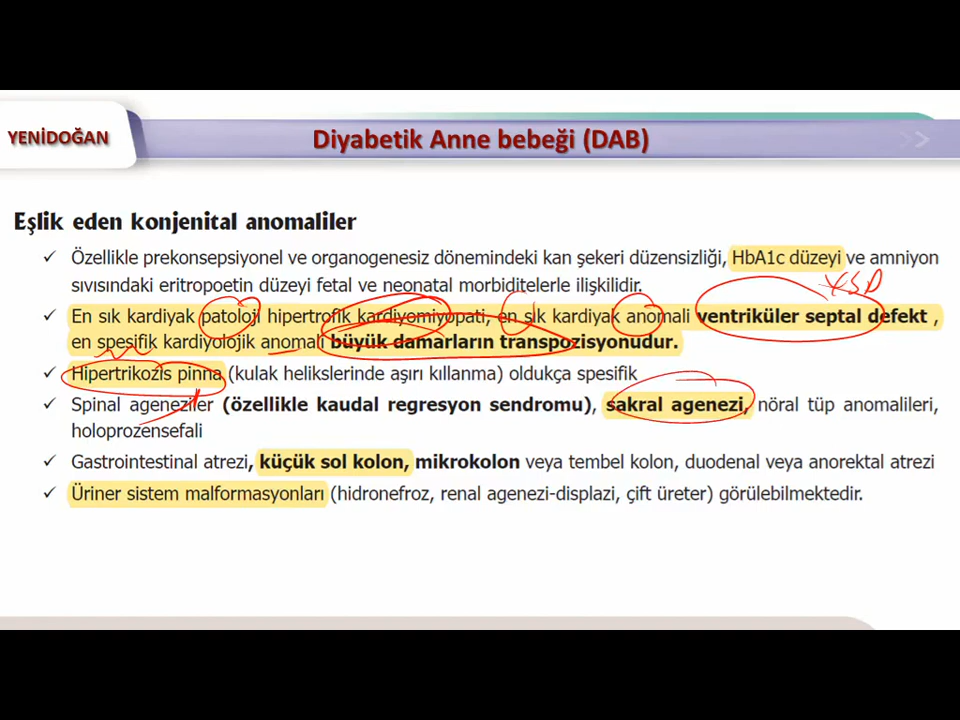 YENİDOĞAN
Diyabetik Anne bebeği (DAB)
Eşlik eden konjenital anomaliler
✓ Özellikle prekonsepsiyonel ve organogenesiz dönemindeki kan şekeri düzensizliği, HbA1c düzeyi ve amniyon
sıvısındaki eritropoetin düzeyi fetal ve neonatal morbiditelerle ilişkilidir.
VSD
✓ En sık kardiyak patoloji hipertrofik kardiyomiyopati, en sık kardiyak anomali ventriküler septal defekt ,
en spesifik kardiyolojik anomali büyük damarların transpozisyonudur.
✓ Hipertrikozis pinna (kulak helikslerinde aşırı kıllanma) oldukça spesifik
✓ Spinal ageneziler (özellikle kaudal regresyon sendromu), sakral agenezi, nöral tüp anomalileri,
holoprozensefali
✓ Gastrointestinal atrezi, küçük sol kolon, mikrokolon veya tembel kolon, duodenal veya anorektal atrezi
✓ Üriner sistem malformasyonları (hidronefroz, renal agenezi-displazi, çift üreter) görülebilmektedir.